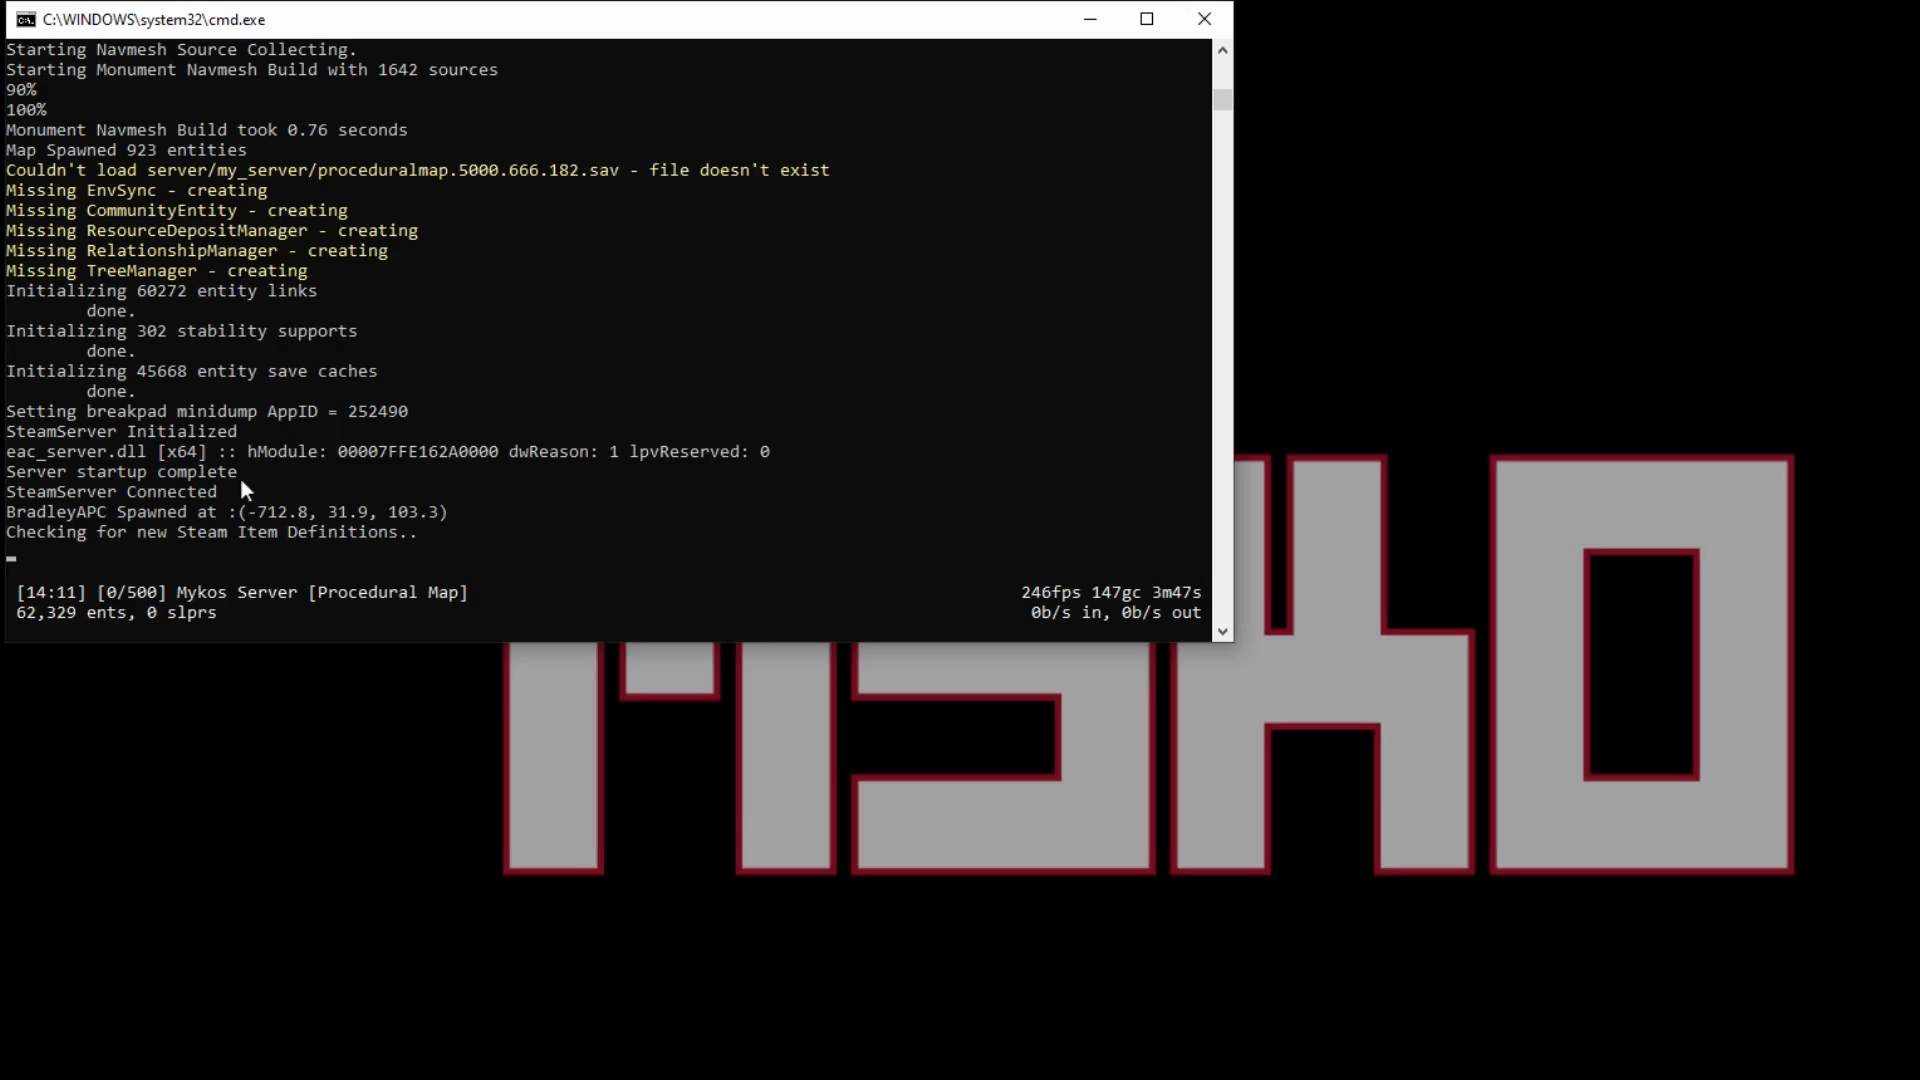 C:\WINDOWS\system32\cmd.exe
Starting Navmesh Source Collecting.
Starting Monument Navmesh Build with 1642 sources
90%
100%
Monument Navmesh Build took 0.76 seconds
Map Spawned 923 entities
Couldn't load server/my_server/proceduralmap.5000.666.182.sav - file doesn't exist
Missing EnvSync - creating
Missing CommunityEntity - creating
Missing ResourceDepositManager - creating
Missing RelationshipManager - creating
Missing TreeManager - creating
Initializing 60272 entity links
done.
Initializing 302 stability supports
done.
Initializing 45668 entity save caches
done.
Setting breakpad minidump AppID = 252490
SteamServer Initialized
eac_server.dll [x64] :: hModule: 00007FFE162A0000 dwReason: 1 lpvReserved: 0
Server startup complete
SteamServer Connected
BradleyAPC Spawned at :(-712.8, 31.9, 103.3)
Checking for new Steam Item Definitions..
[14:11] [0/500] Mykos Server [Procedural Map] 246fps 147gc 3m47s
62,329 ents, 0 slprs 0b/s in, 0b/s out